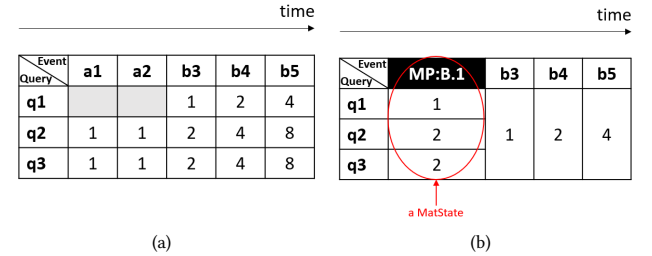 time
time
Event
Query
a1 a2 b3 b4 b5
q1 1 2 4
q2 1 1 2 4 8
q3 1 1 2 4 8
Event
Query
MP:B.1 b3 b4 b5
q1 1
q2 2 1 2 4
q3 2
a MatState
(a)
(b)